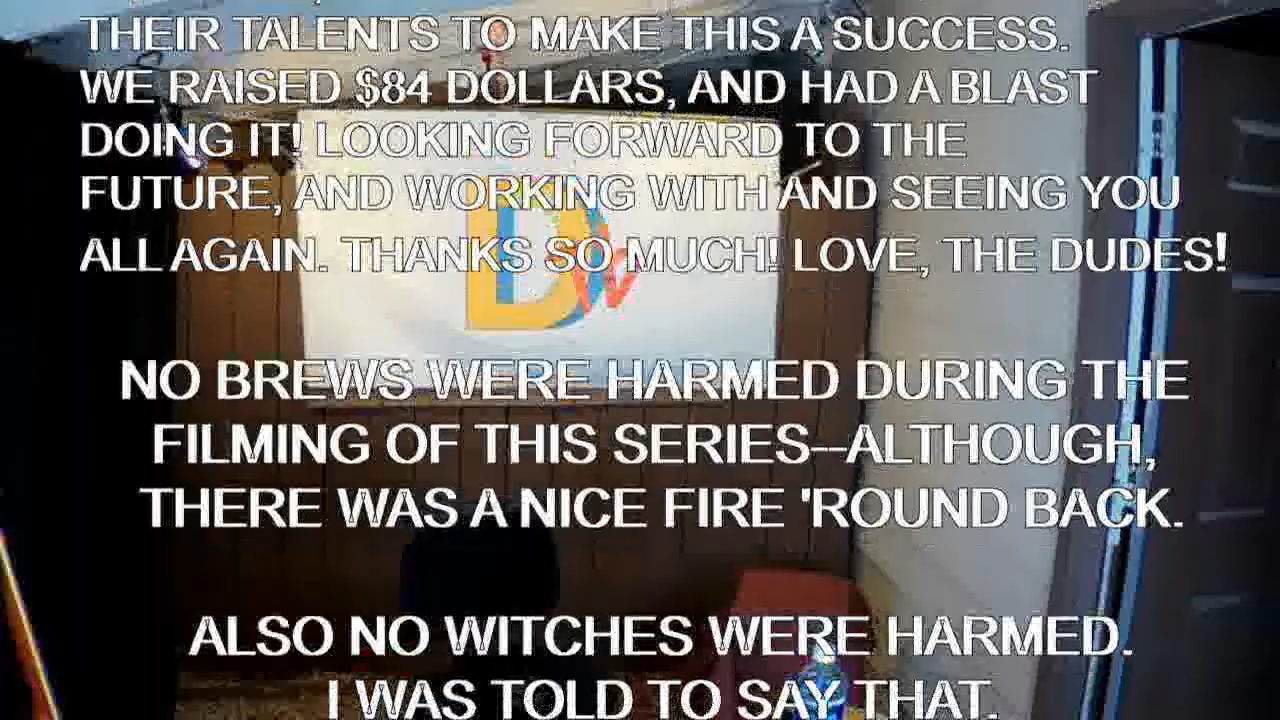 THEIR TALENTS TO MAKE THIS A SUCCESS.
WE RAISED $84 DOLLARS, AND HAD A BLAST
DOING IT! LOOKING FORWARD TO THE
FUTURE, AND WORKING WITH AND SEEING YOU
ALL AGAIN. THANKS SO MUCH! LOVE, THE DUDES!
NO BREWS WERE HARMED DURING THE
FILMING OF THIS SERIES--ALTHOUGH,
THERE WAS A NICE FIRE 'ROUND BACK.
ALSO NO WITCHES WERE HARMED.
I WAS TOLD TO SAY THAT.
DW